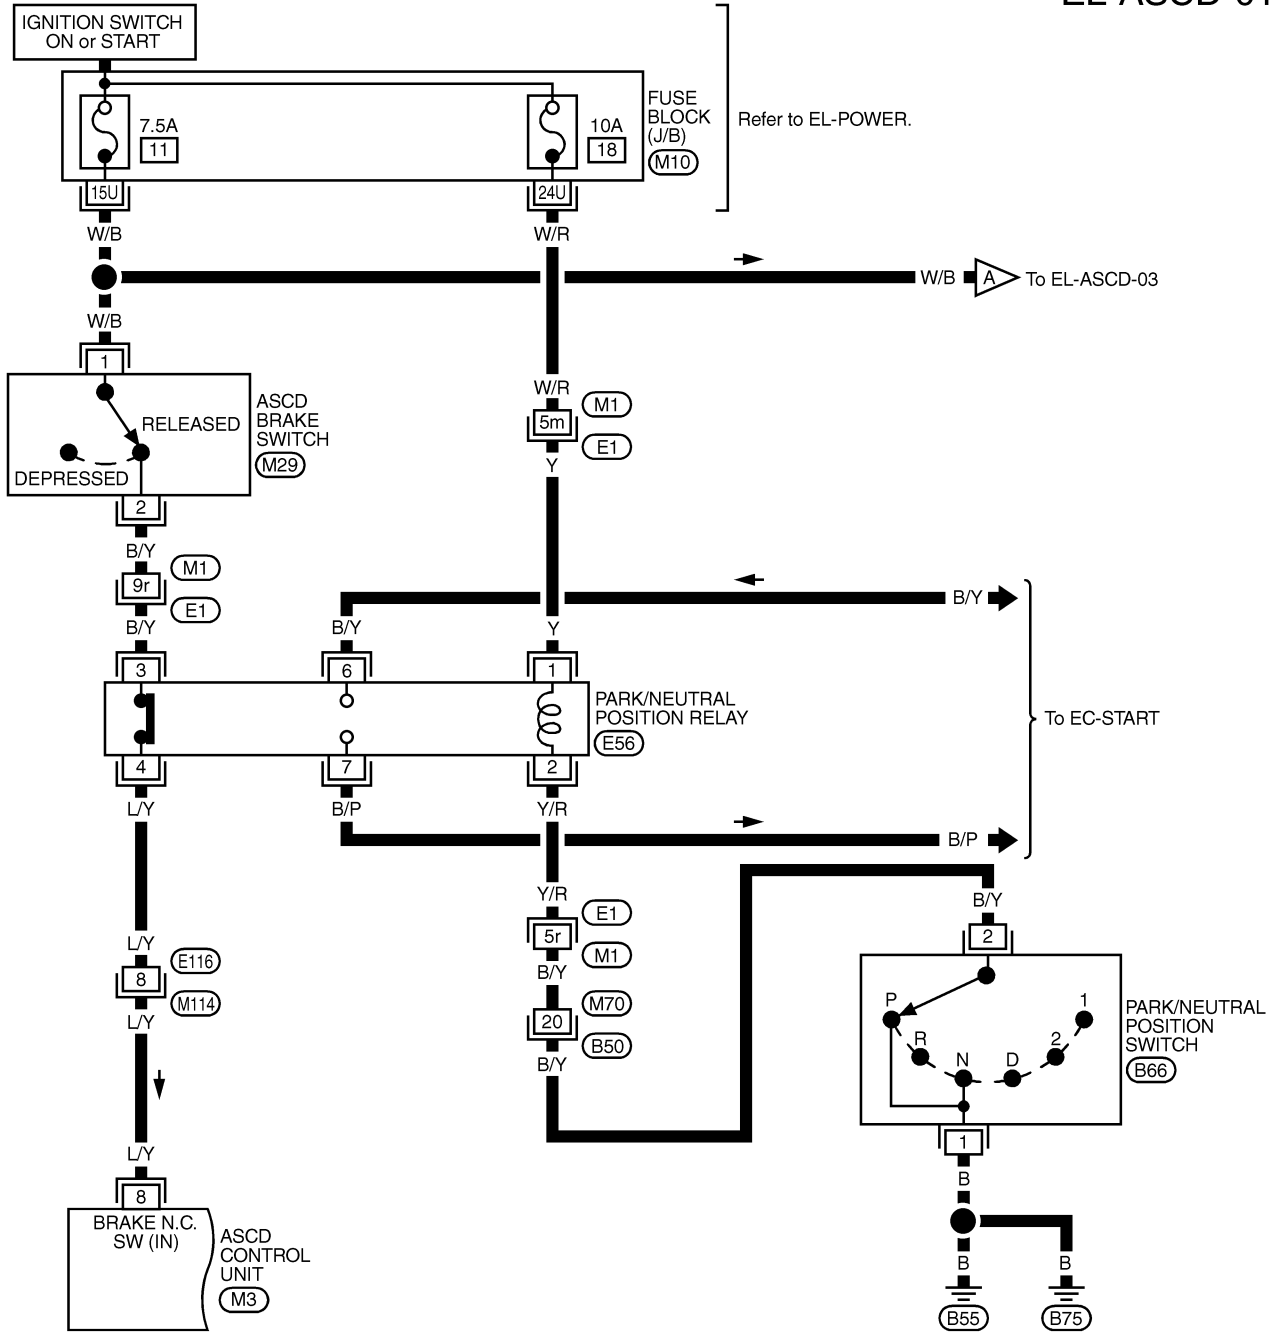 EL-ASCD-01
IGNITION SWITCH
ON or START
7.5A
11
10A
18
FUSE
BLOCK
(J/B)
M10
Refer to EL-POWER.
15U
24U
W/B
W/R
W/B
A
To EL-ASCD-03
W/B
1
ASCD
BRAKE
SWITCH
M29
RELEASED
DEPRESSED
2
W/R
5m
M1
E1
Y
B/Y
9r
M1
E1
B/Y
B/Y
Y
B/Y
3
6
1
PARK/NEUTRAL
POSITION RELAY
E56
To EC-START
4
7
2
L/Y
B/P
Y/R
B/P
Y/R
5r
E1
M1
B/Y
20
M70
B50
B/Y
L/Y
8
E116
M114
L/Y
L/Y
8
BRAKE N.C.
SW (IN)
ASCD
CONTROL
UNIT
M3
B/Y
2
P
R
N
D
2
1
PARK/NEUTRAL
POSITION
SWITCH
B66
1
B
B
B
B55
B75